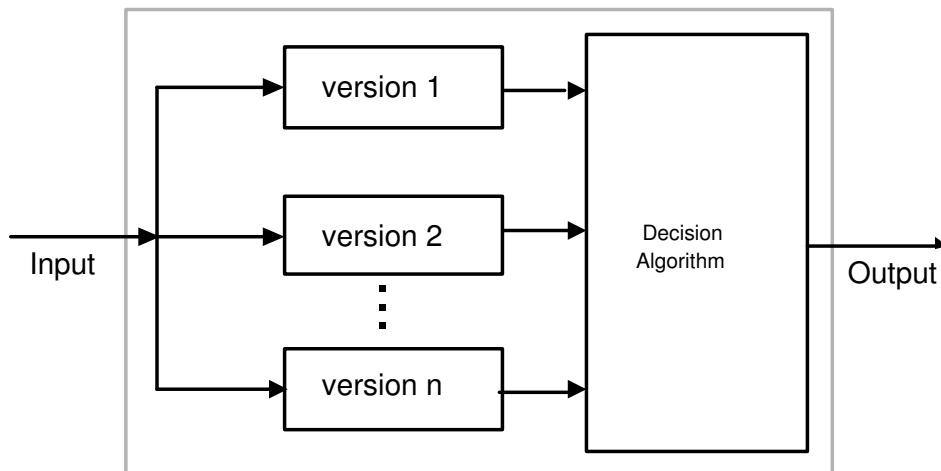 version 1
version 2
version n
Input
Decision
Algorithm
Output